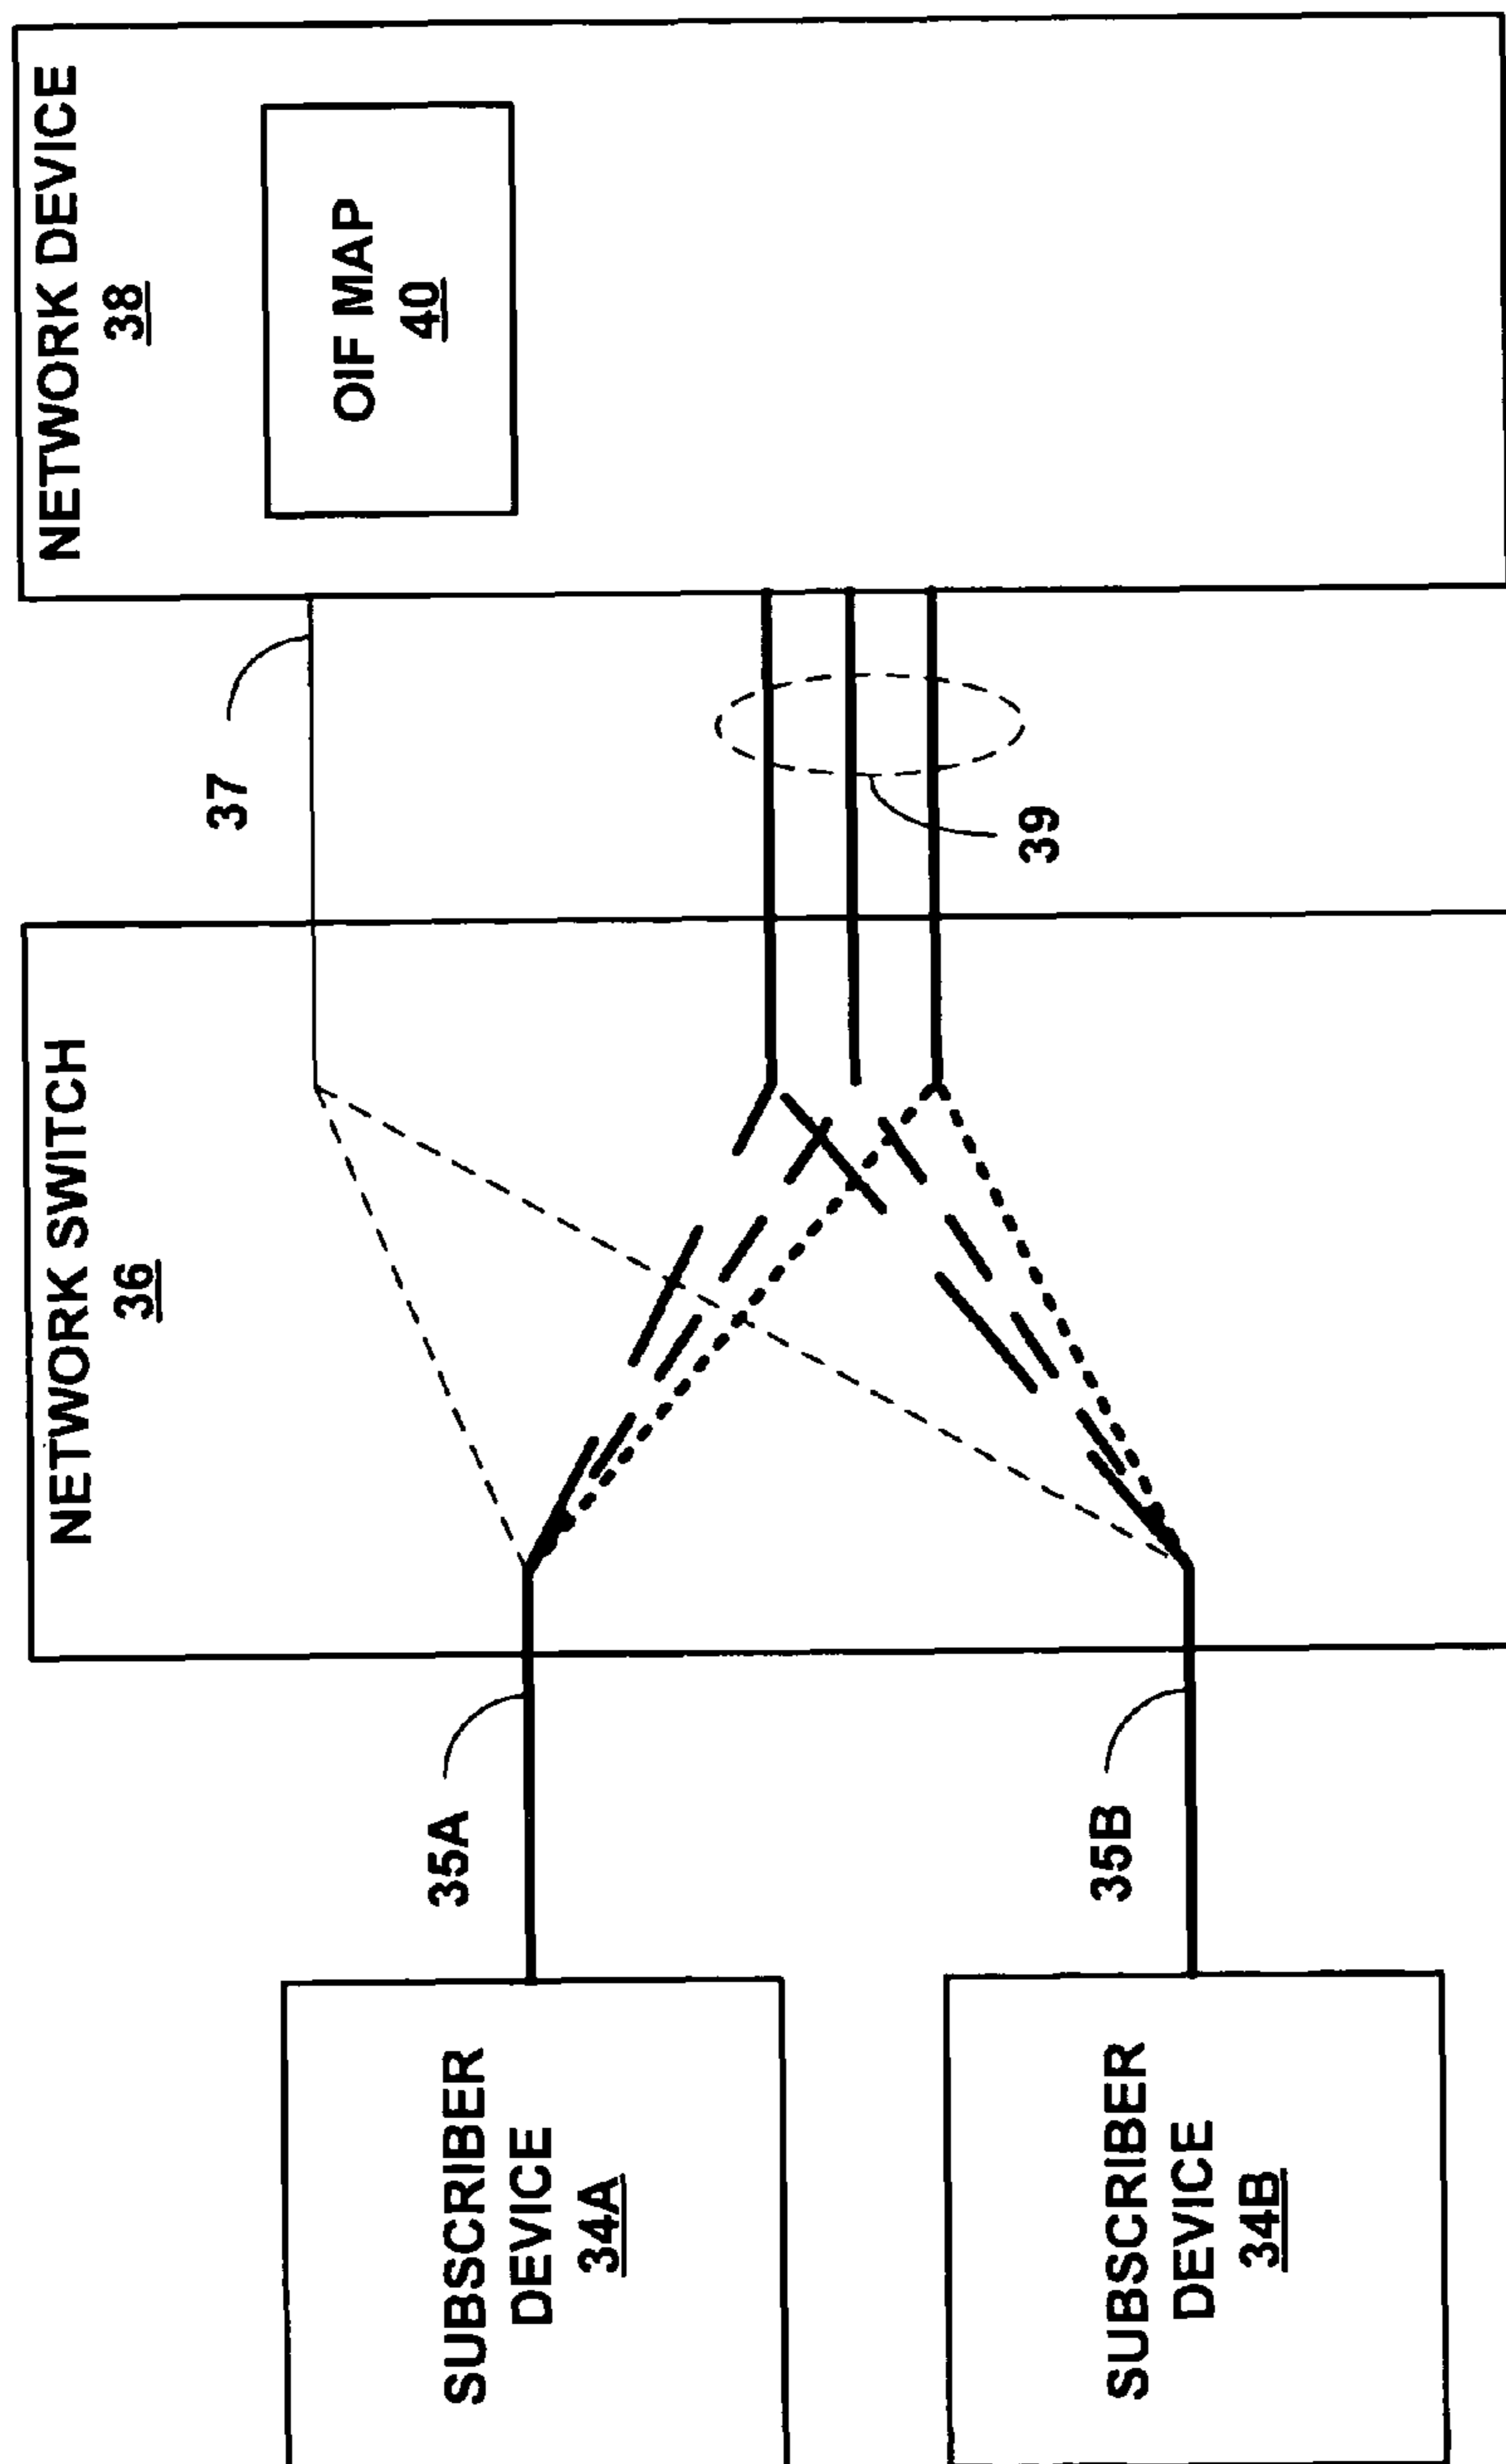 SUBSCRIBER
DEVICE
34A
35A
SUBSCRIBER
DEVICE
34B
35B
NETWORK SWITCH
36
37
39
NETWORK DEVICE
38
OIF MAP
40